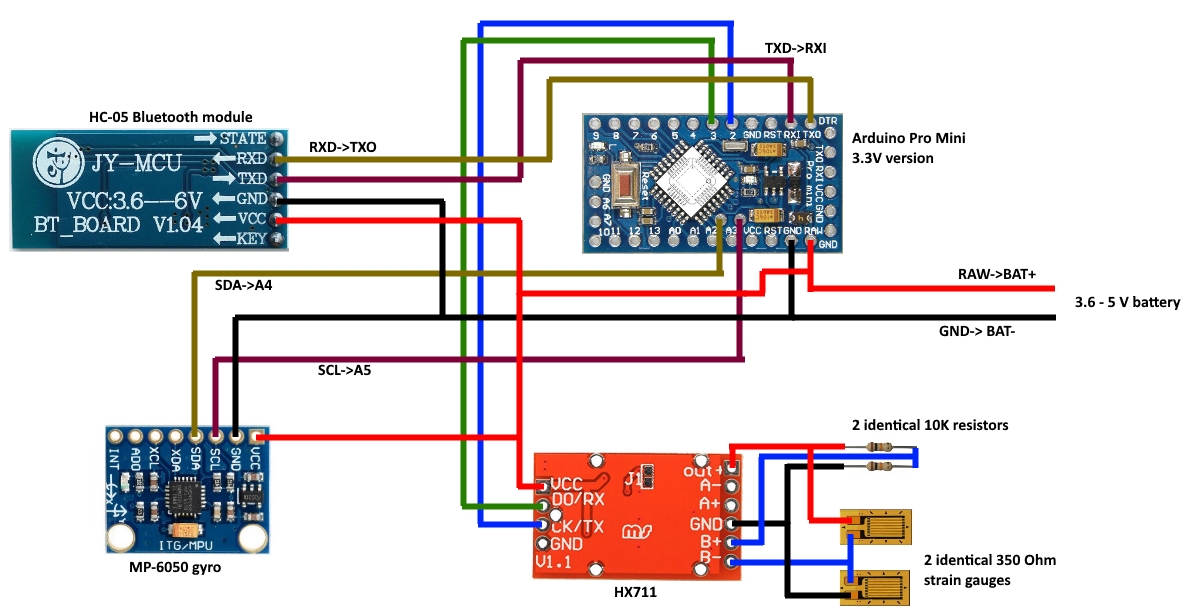 TXD->RXI
HC-05 Bluetooth module
STATE
RXD
JY-MCU
TXD
VCC:3.6---6V
GND
VCC
BT_BOARD V1.04
KEY
RXD->TXO
9 8 7 6 5 4 3 2 GND RST RXI TXO
DTR
TXO
RXI
VCC
GND
GND
Pro mini
Reset
GND A6 A7
10 11 12 13 A0 A1 A2 A3 VCC RST GND RAW
Arduino Pro Mini
3.3V version
SDA->A4
RAW->BAT+
3.6 - 5 V battery
GND-> BAT-
SCL->A5
INT
ADO
XCL
XDA
SDA
SCL
GND
VCC
ITG/MPU
MP-6050 gyro
2 identical 10K resistors
VCC
DO/RX
CK/TX
GND
V1.1
J1
out+
A-
A+
GND
B+
B-
HX711
2 identical 350 Ohm
strain gauges